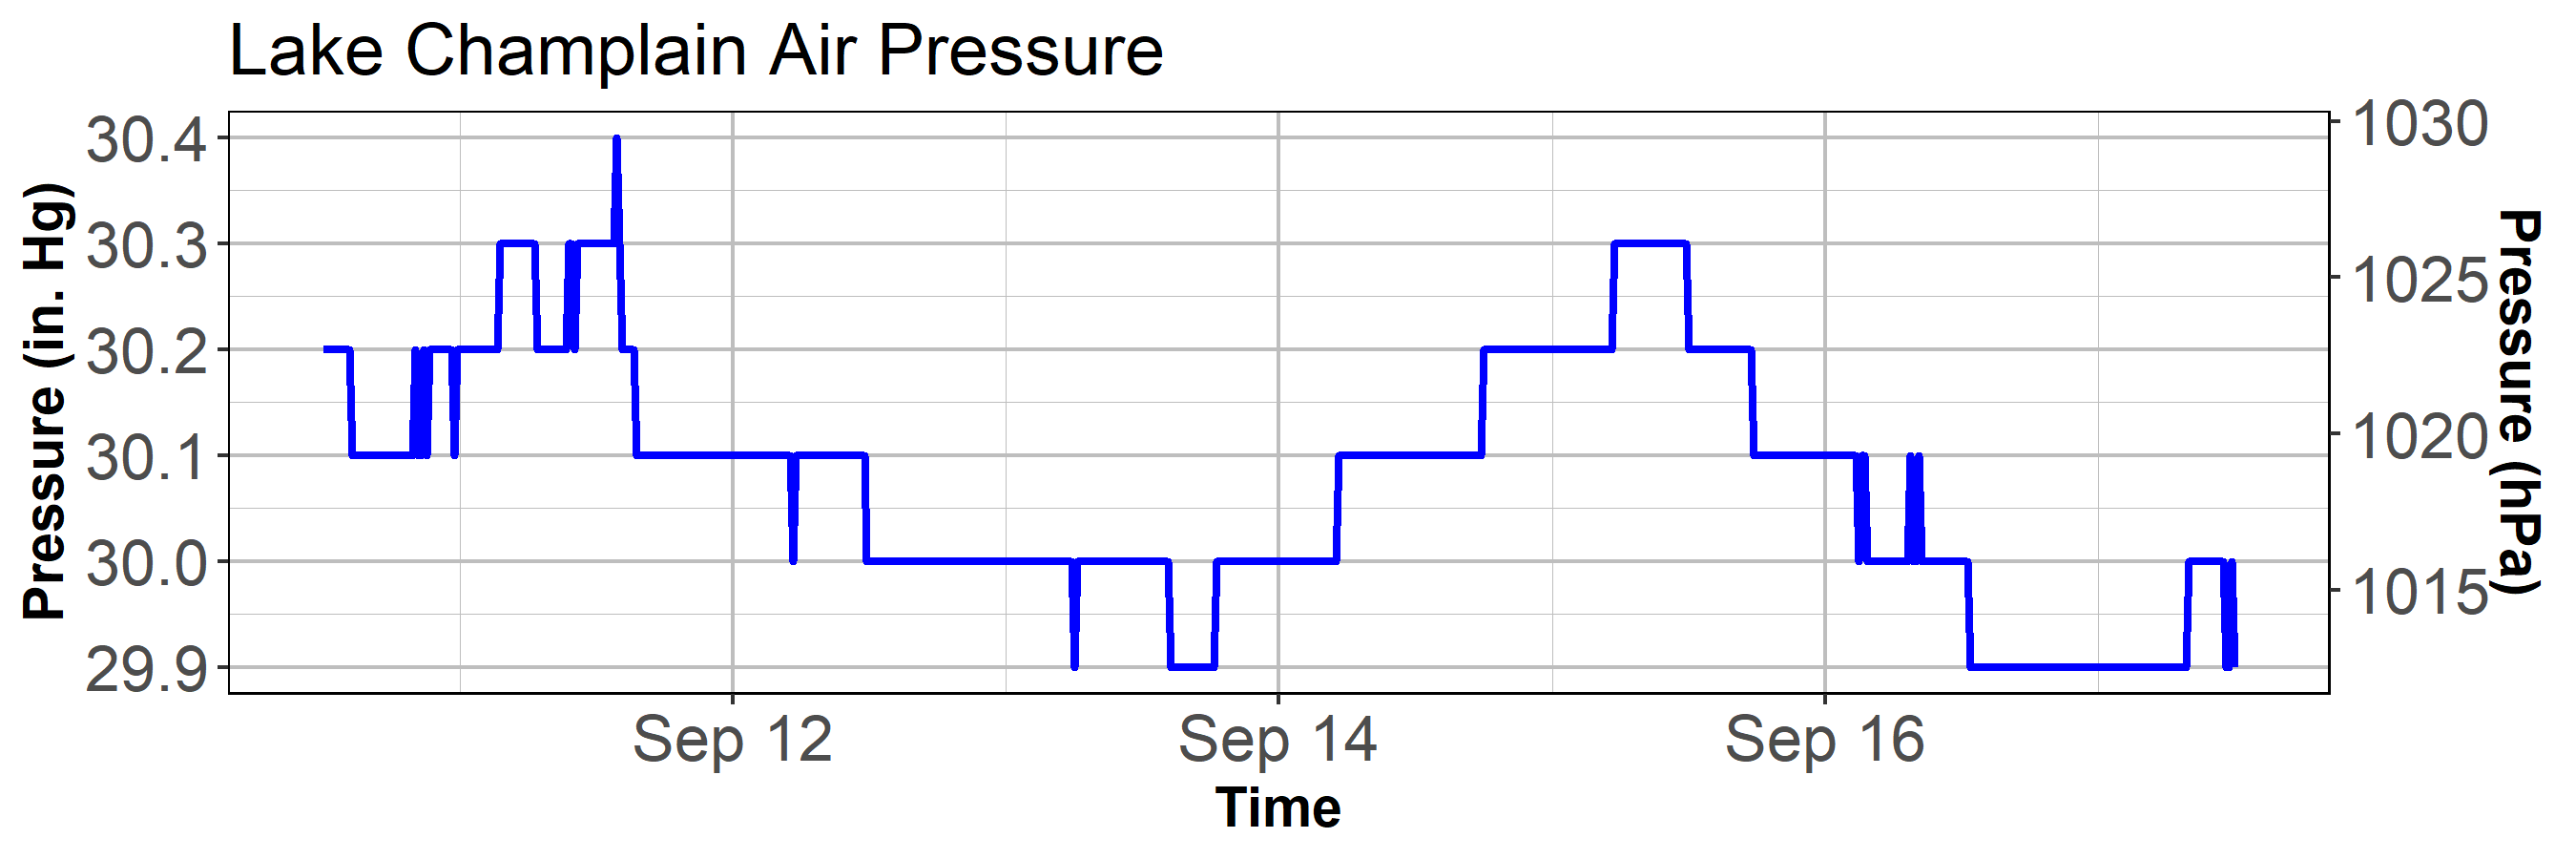 Lake Champlain Air Pressure
Pressure (in. Hg)
30.4
30.3
30.2
30.1
30.0
29.9
1030
1025
1020
1015
Pressure (hPa)
Sep 12 Sep 14 Sep 16
Time